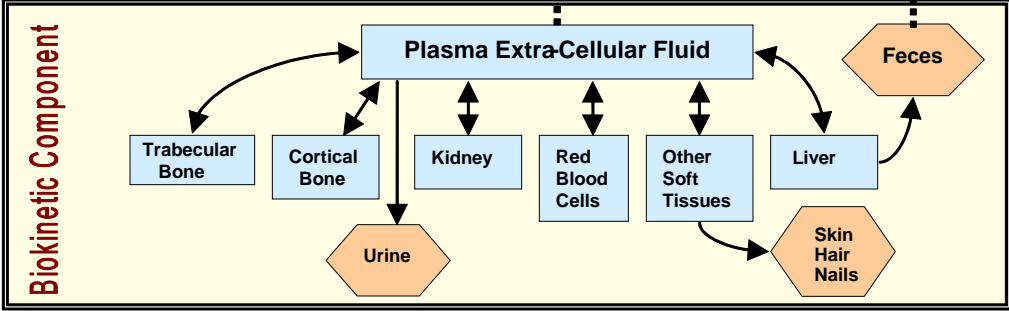 Biokinetic Component
Plasma Extra-Cellular Fluid
Feces
Trabecular
Bone
Cortical
Bone
Kidney
Red
Blood
Cells
Other
Soft
Tissues
Liver
Urine
Skin
Hair
Nails